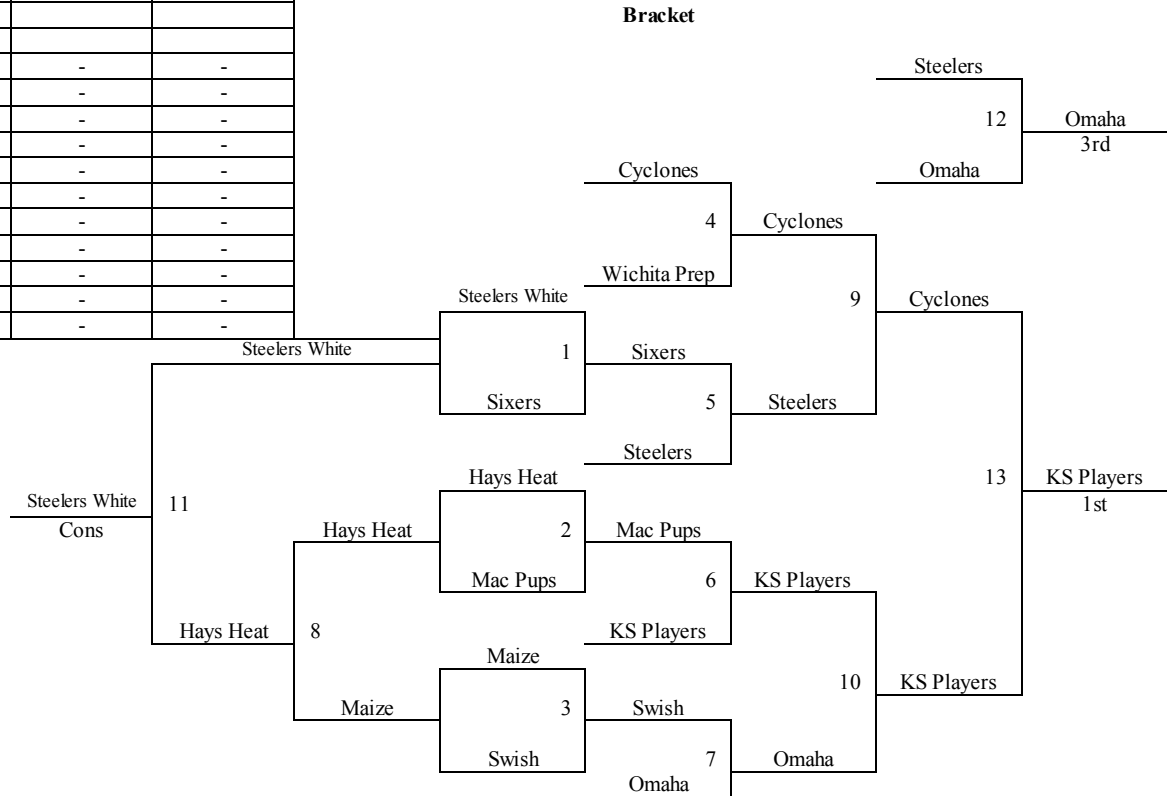 Bracket
Steelers
- -
- -
12 Omaha
- -
3rd
- -
Cyclones Omaha
- -
- -
4 Cyclones
- -
- -
Wichita Prep
- -
Steelers White 9 Cyclones
- -
- -
Steelers White 1 Sixers
Sixers 5 Steelers
Steelers
Hays Heat 13 KS Players
Steelers White 11 1st
Cons Hays Heat 2 Mac Pups
Mac Pups 6 KS Players
Hays Heat 8 KS Players
Maize
10 KS Players
Maize 3 Swish
Swish 7 Omaha
Omaha